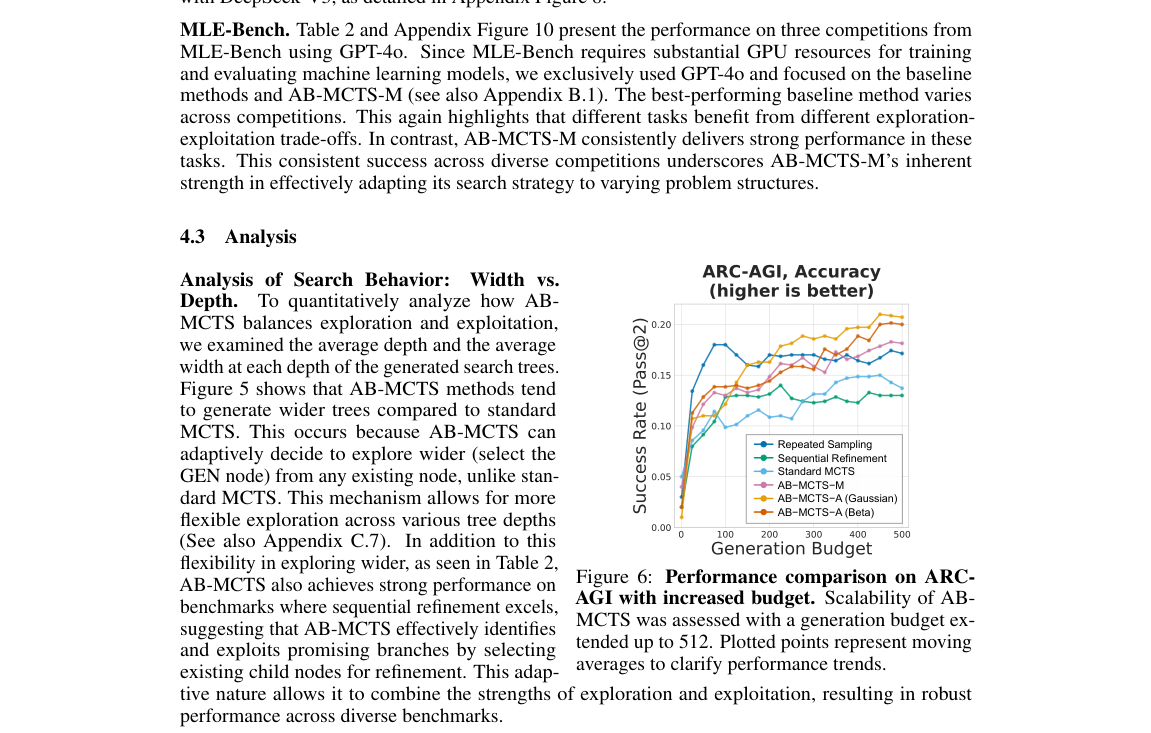 with DeepSeek-V3, as detailed in Appendix Figure 8.
MLE-Bench. Table 2 and Appendix Figure 10 present the performance on three competitions from
MLE-Bench using GPT-4o. Since MLE-Bench requires substantial GPU resources for training
and evaluating machine learning models, we exclusively used GPT-4o and focused on the baseline
methods and AB-MCTS-M (see also Appendix B.1). The best-performing baseline method varies
across competitions. This again highlights that different tasks benefit from different exploration-
exploitation trade-offs. In contrast, AB-MCTS-M consistently delivers strong performance in these
tasks. This consistent success across diverse competitions underscores AB-MCTS-M's inherent
strength in effectively adapting its search strategy to varying problem structures.
4.3 Analysis
Analysis of Search Behavior: Width vs.
Depth. To quantitatively analyze how AB-
MCTS balances exploration and exploitation,
we examined the average depth and the average
width at each depth of the generated search trees.
Figure 5 shows that AB-MCTS methods tend
to generate wider trees compared to standard
MCTS. This occurs because AB-MCTS can
adaptively decide to explore wider (select the
GEN node) from any existing node, unlike stan-
dard MCTS. This mechanism allows for more
flexible exploration across various tree depths
(See also Appendix C.7). In addition to this
flexibility in exploring wider, as seen in Table 2,
AB-MCTS also achieves strong performance on
benchmarks where sequential refinement excels,
suggesting that AB-MCTS effectively identifies
and exploits promising branches by selecting
existing child nodes for refinement. This adap-
tive nature allows it to combine the strengths of exploration and exploitation, resulting in robust
performance across diverse benchmarks.
ARC-AGI, Accuracy
(higher is better)
Success Rate (Pass@2)
0.20
0.15
0.10
0.05
0.00
Repeated Sampling
Sequential Refinement
Standard MCTS
AB−MCTS−M
AB−MCTS−A (Gaussian)
AB−MCTS−A (Beta)
0 100 200 300 400 500
Generation Budget
Figure 6: Performance comparison on ARC-
AGI with increased budget. Scalability of AB-
MCTS was assessed with a generation budget ex-
tended up to 512. Plotted points represent moving
averages to clarify performance trends.